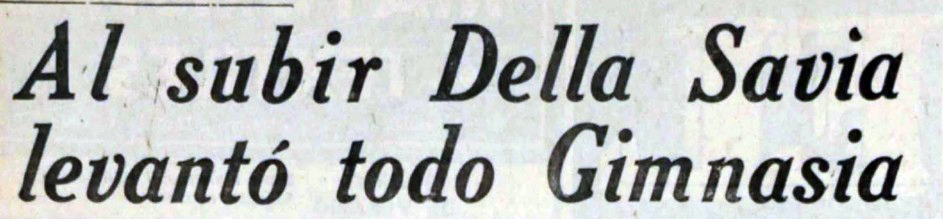 Al subir Della Savia
levantó todo Gimnasia